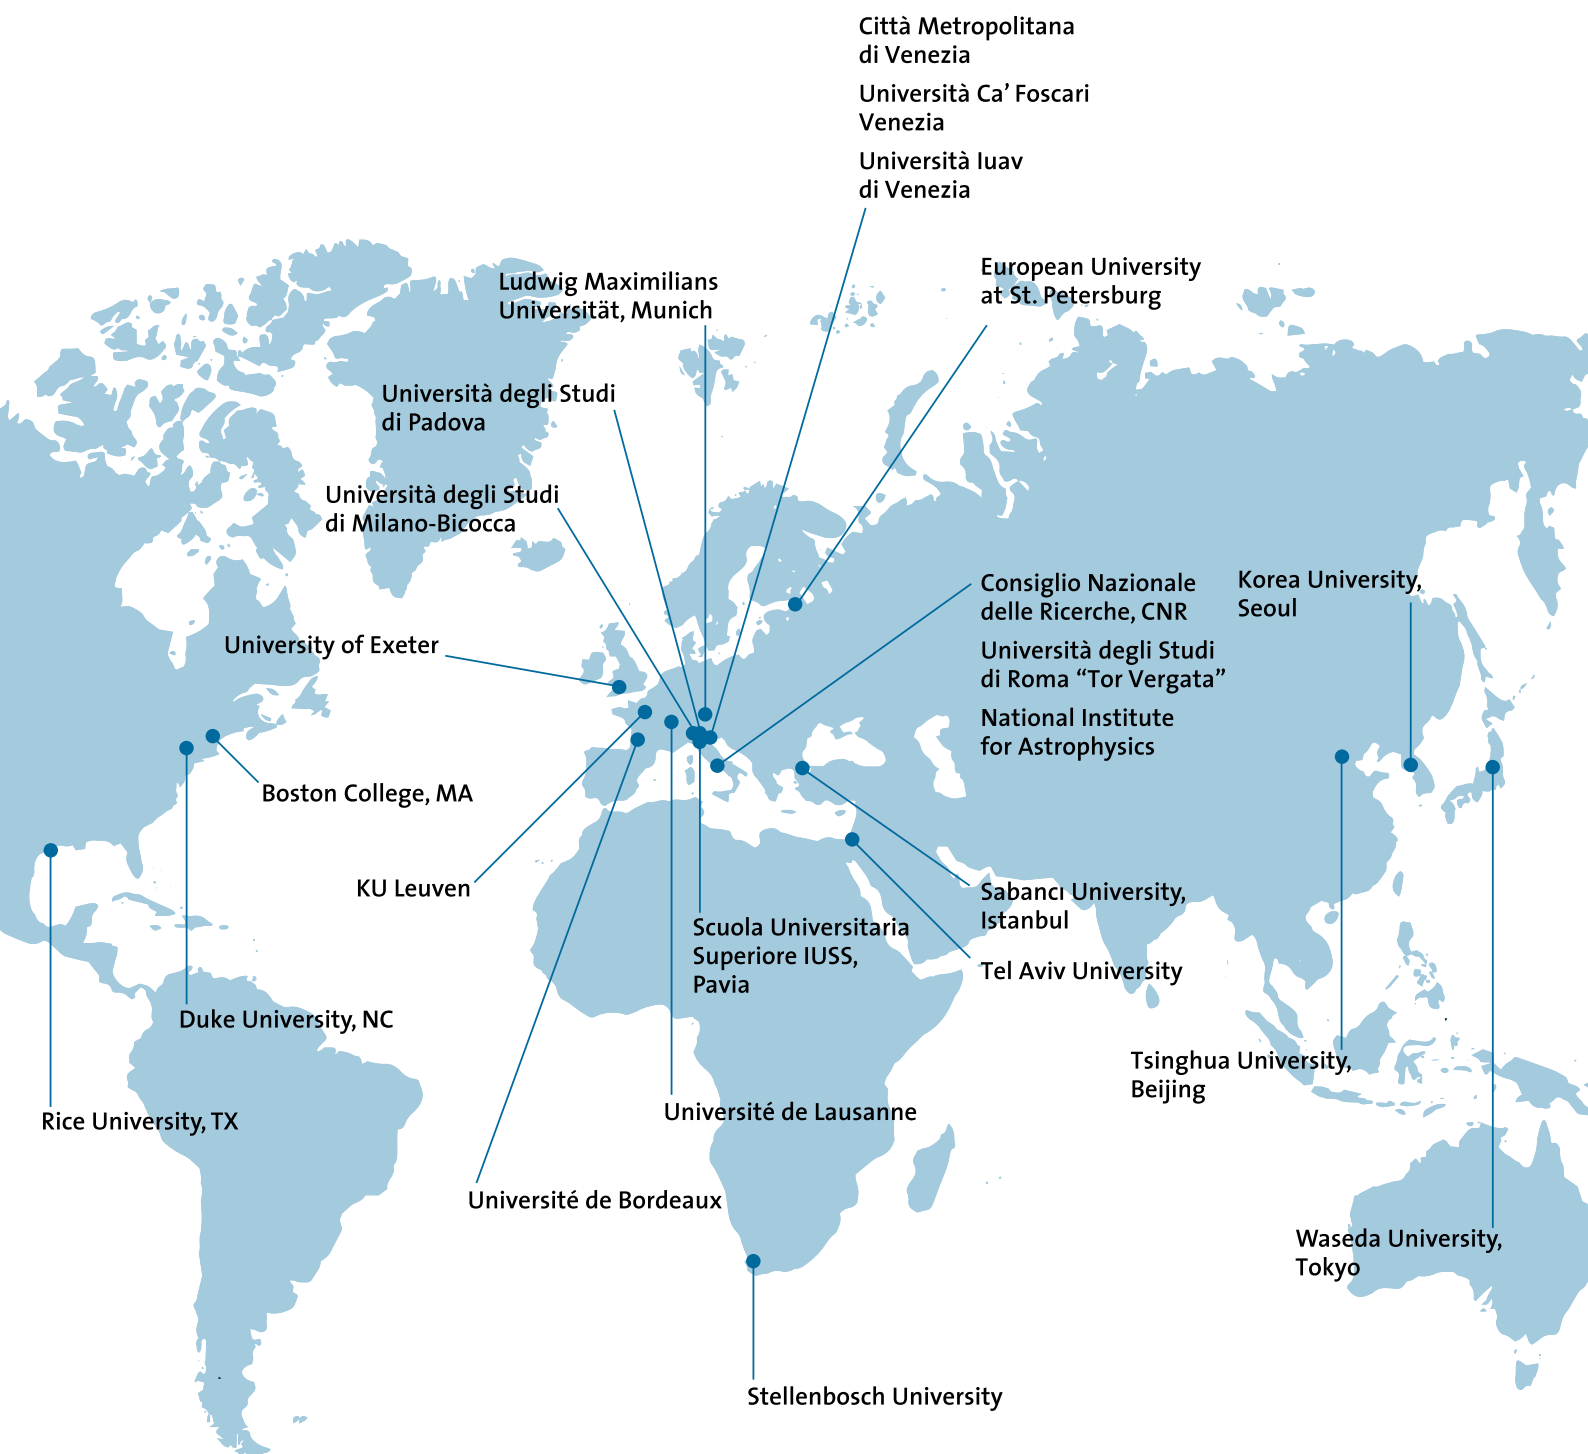 Città Metropolitana
di Venezia
Università Ca’ Foscari
Venezia
Università Iuav
di Venezia
European University
at St. Petersburg
Ludwig Maximilians
Universität, Munich
Università degli Studi
di Padova
Università degli Studi
di Milano-Bicocca
Consiglio Nazionale
delle Ricerche, CNR
Università degli Studi
di Roma “Tor Vergata”
National Institute
for Astrophysics
Korea University,
Seoul
University of Exeter
Boston College, MA
KU Leuven
Sabancı University,
Istanbul
Scuola Universitaria
Superiore IUSS,
Pavia
Tel Aviv University
Duke University, NC
Tsinghua University,
Beijing
Rice University, TX
Université de Lausanne
Université de Bordeaux
Waseda University,
Tokyo
Stellenbosch University